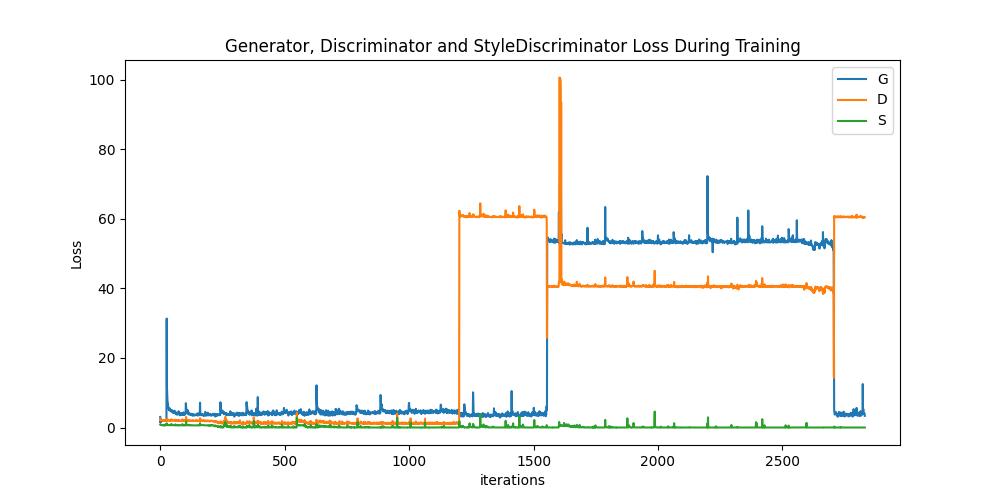 Generator, Discriminator and StyleDiscriminator Loss During Training
G
D
S
100
80
60
40
20
0
Loss
0 500 1000 1500 2000 2500
iterations